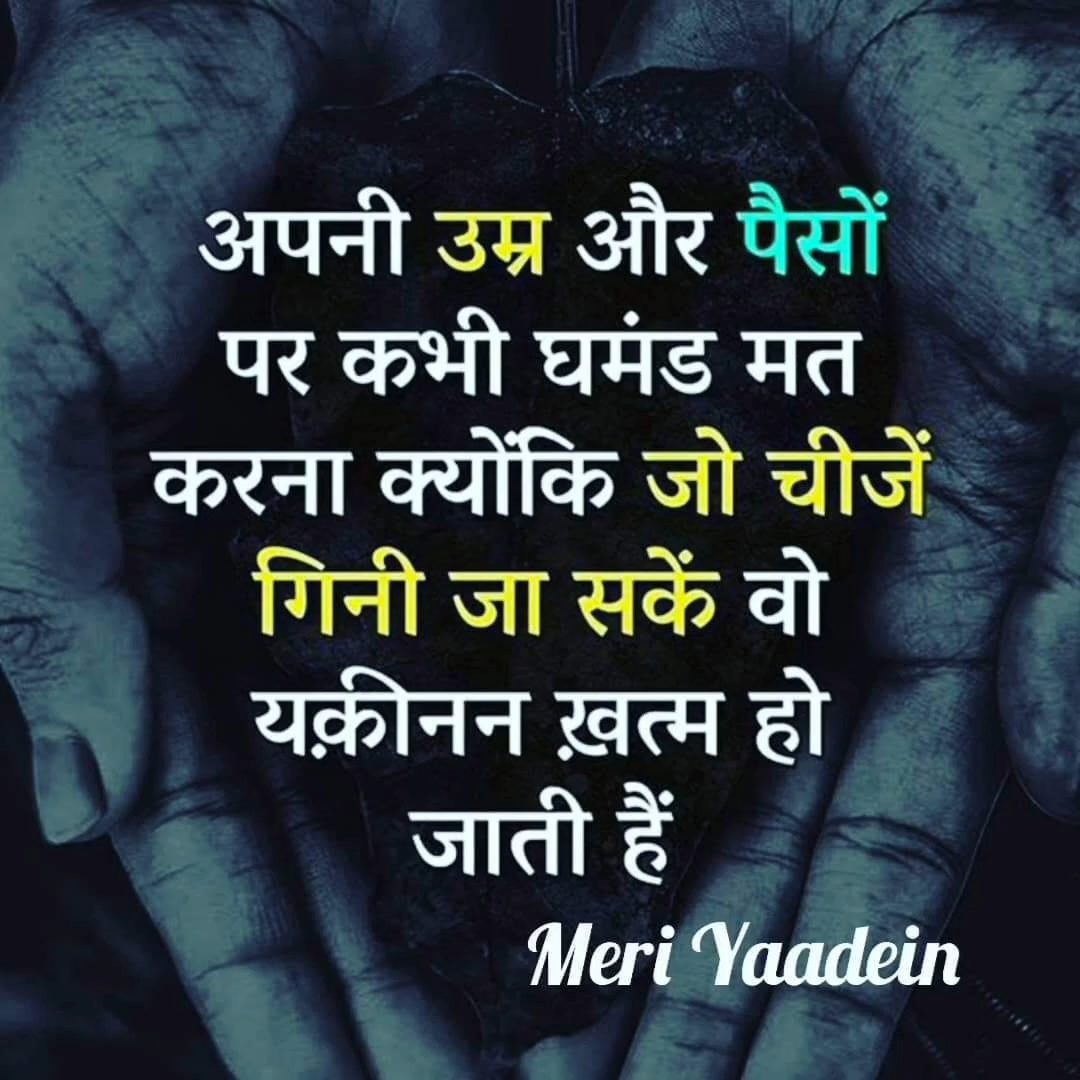 अपनी उम्र और पैसों
पर कभी घमंड मत
करना क्योंकि जो चीजें
गिनी जा सकें वो
यक़ीनन ख़त्म हो
जाती हैं
Meri Yaadein